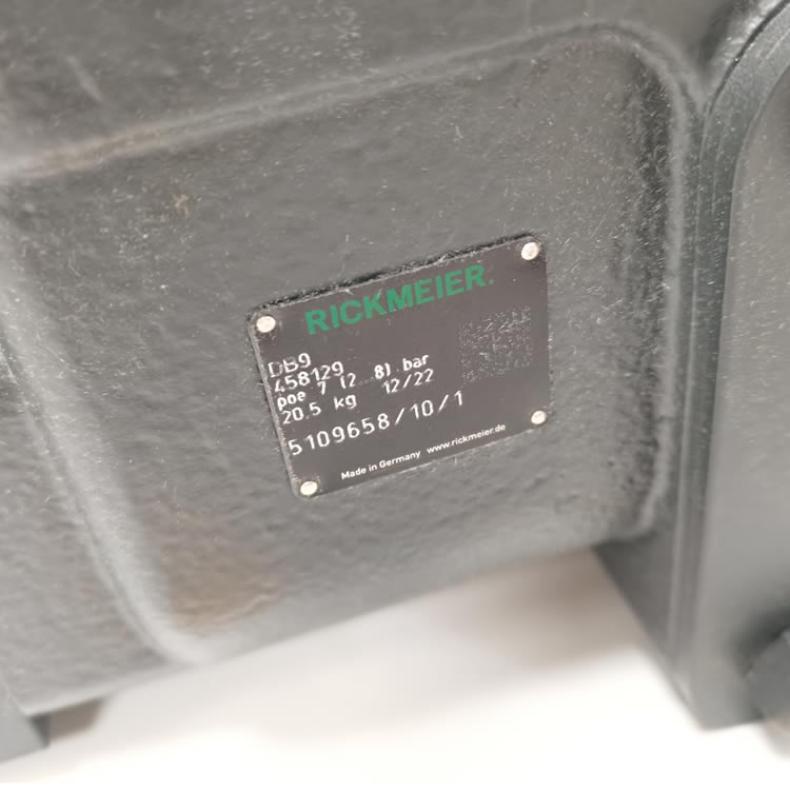 RICKMEIER.
DB9
458129
poe 7 (2...8) bar
20.5 kg 12/22
5109658/10/1
Made in Germany www.rickmeier.de